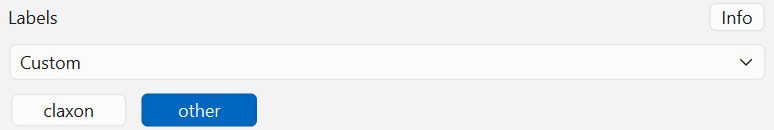 Labels Info
Custom
claxon other